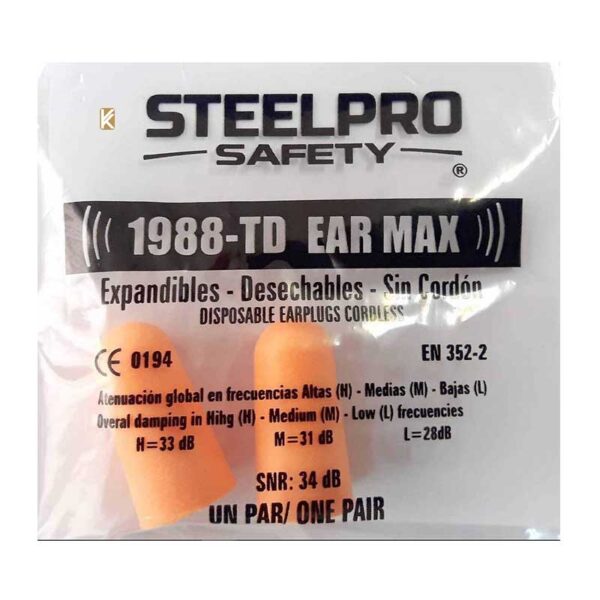 K
STEELPRO
SAFETY
®
1988-TD EAR MAX
Expandibles - Desechables - Sin Cordón
DISPOSABLE EARPLUGS CORDLESS
CE 0194 EN 352-2
Atenuación global en frecuencias Altas (H) - Medias (M) - Bajas (L)
Overal damping in Hihg (H) - Medium (M) - Low (L) frecuencies
H=33 dB M=31 dB L=28dB
SNR: 34 dB
UN PAR/ ONE PAIR